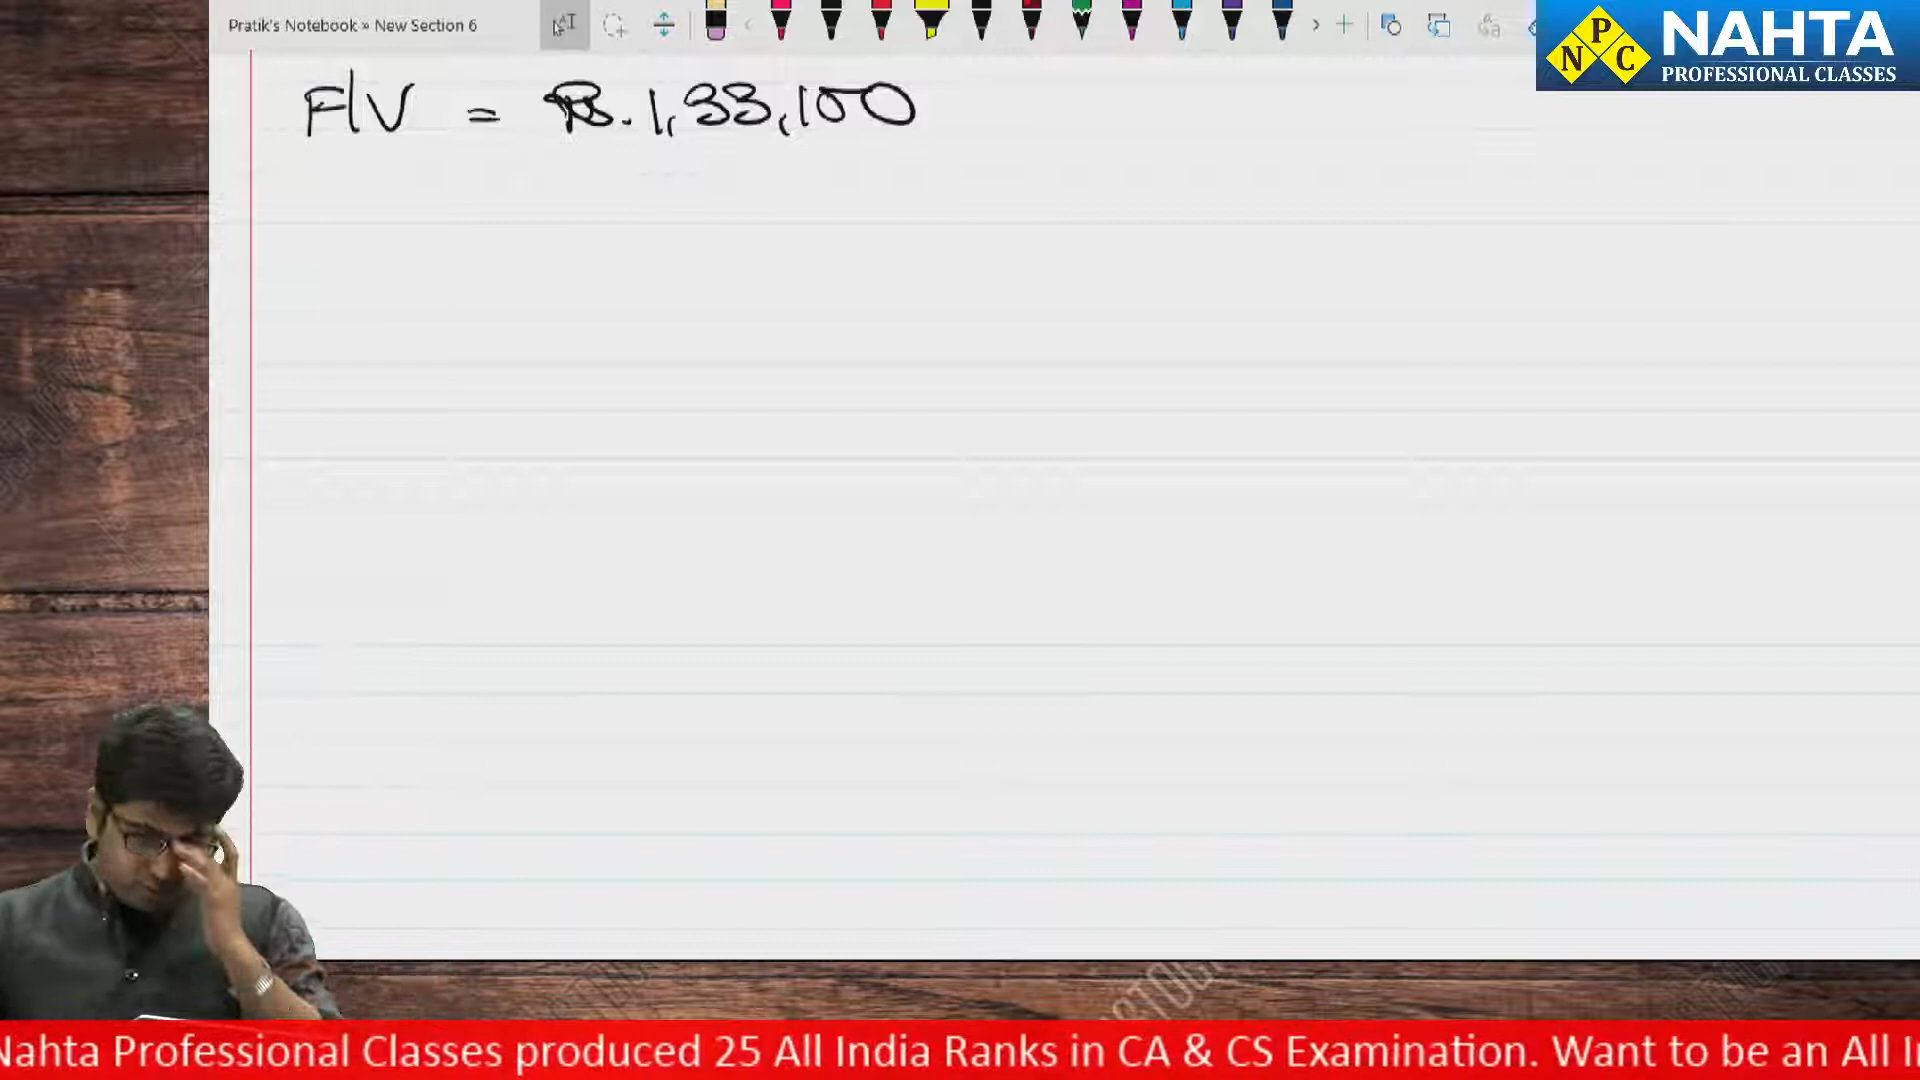 Pratik's Notebook » New Section 6
NPC
NAHTA
PROFESSIONAL CLASSES
F/V = Rs. 1,33,100
Nahta Professional Classes produced 25 All India Ranks in CA & CS Examination. Want to be an All I